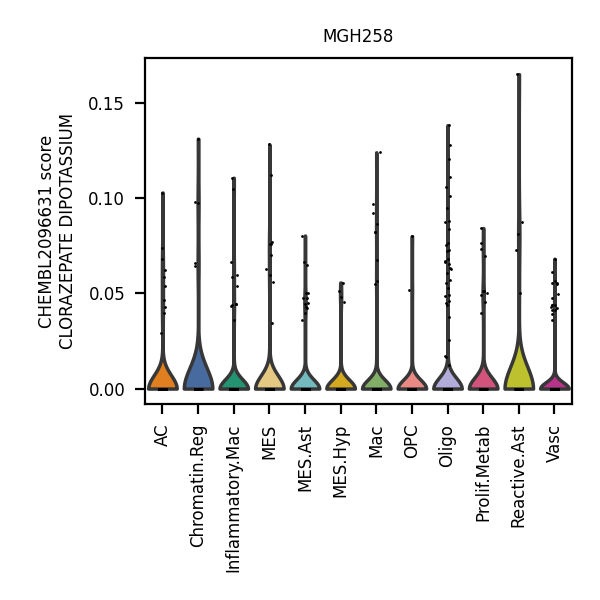 MGH258
CHEMBL2096631 score
CLORAZEPATE DIPOTASSIUM
0.15
0.10
0.05
0.00
AC
Chromatin.Reg
Inflammatory.Mac
MES
MES.Ast
MES.Hyp
Mac
OPC
Oligo
Prolif.Metab
Reactive.Ast
Vasc